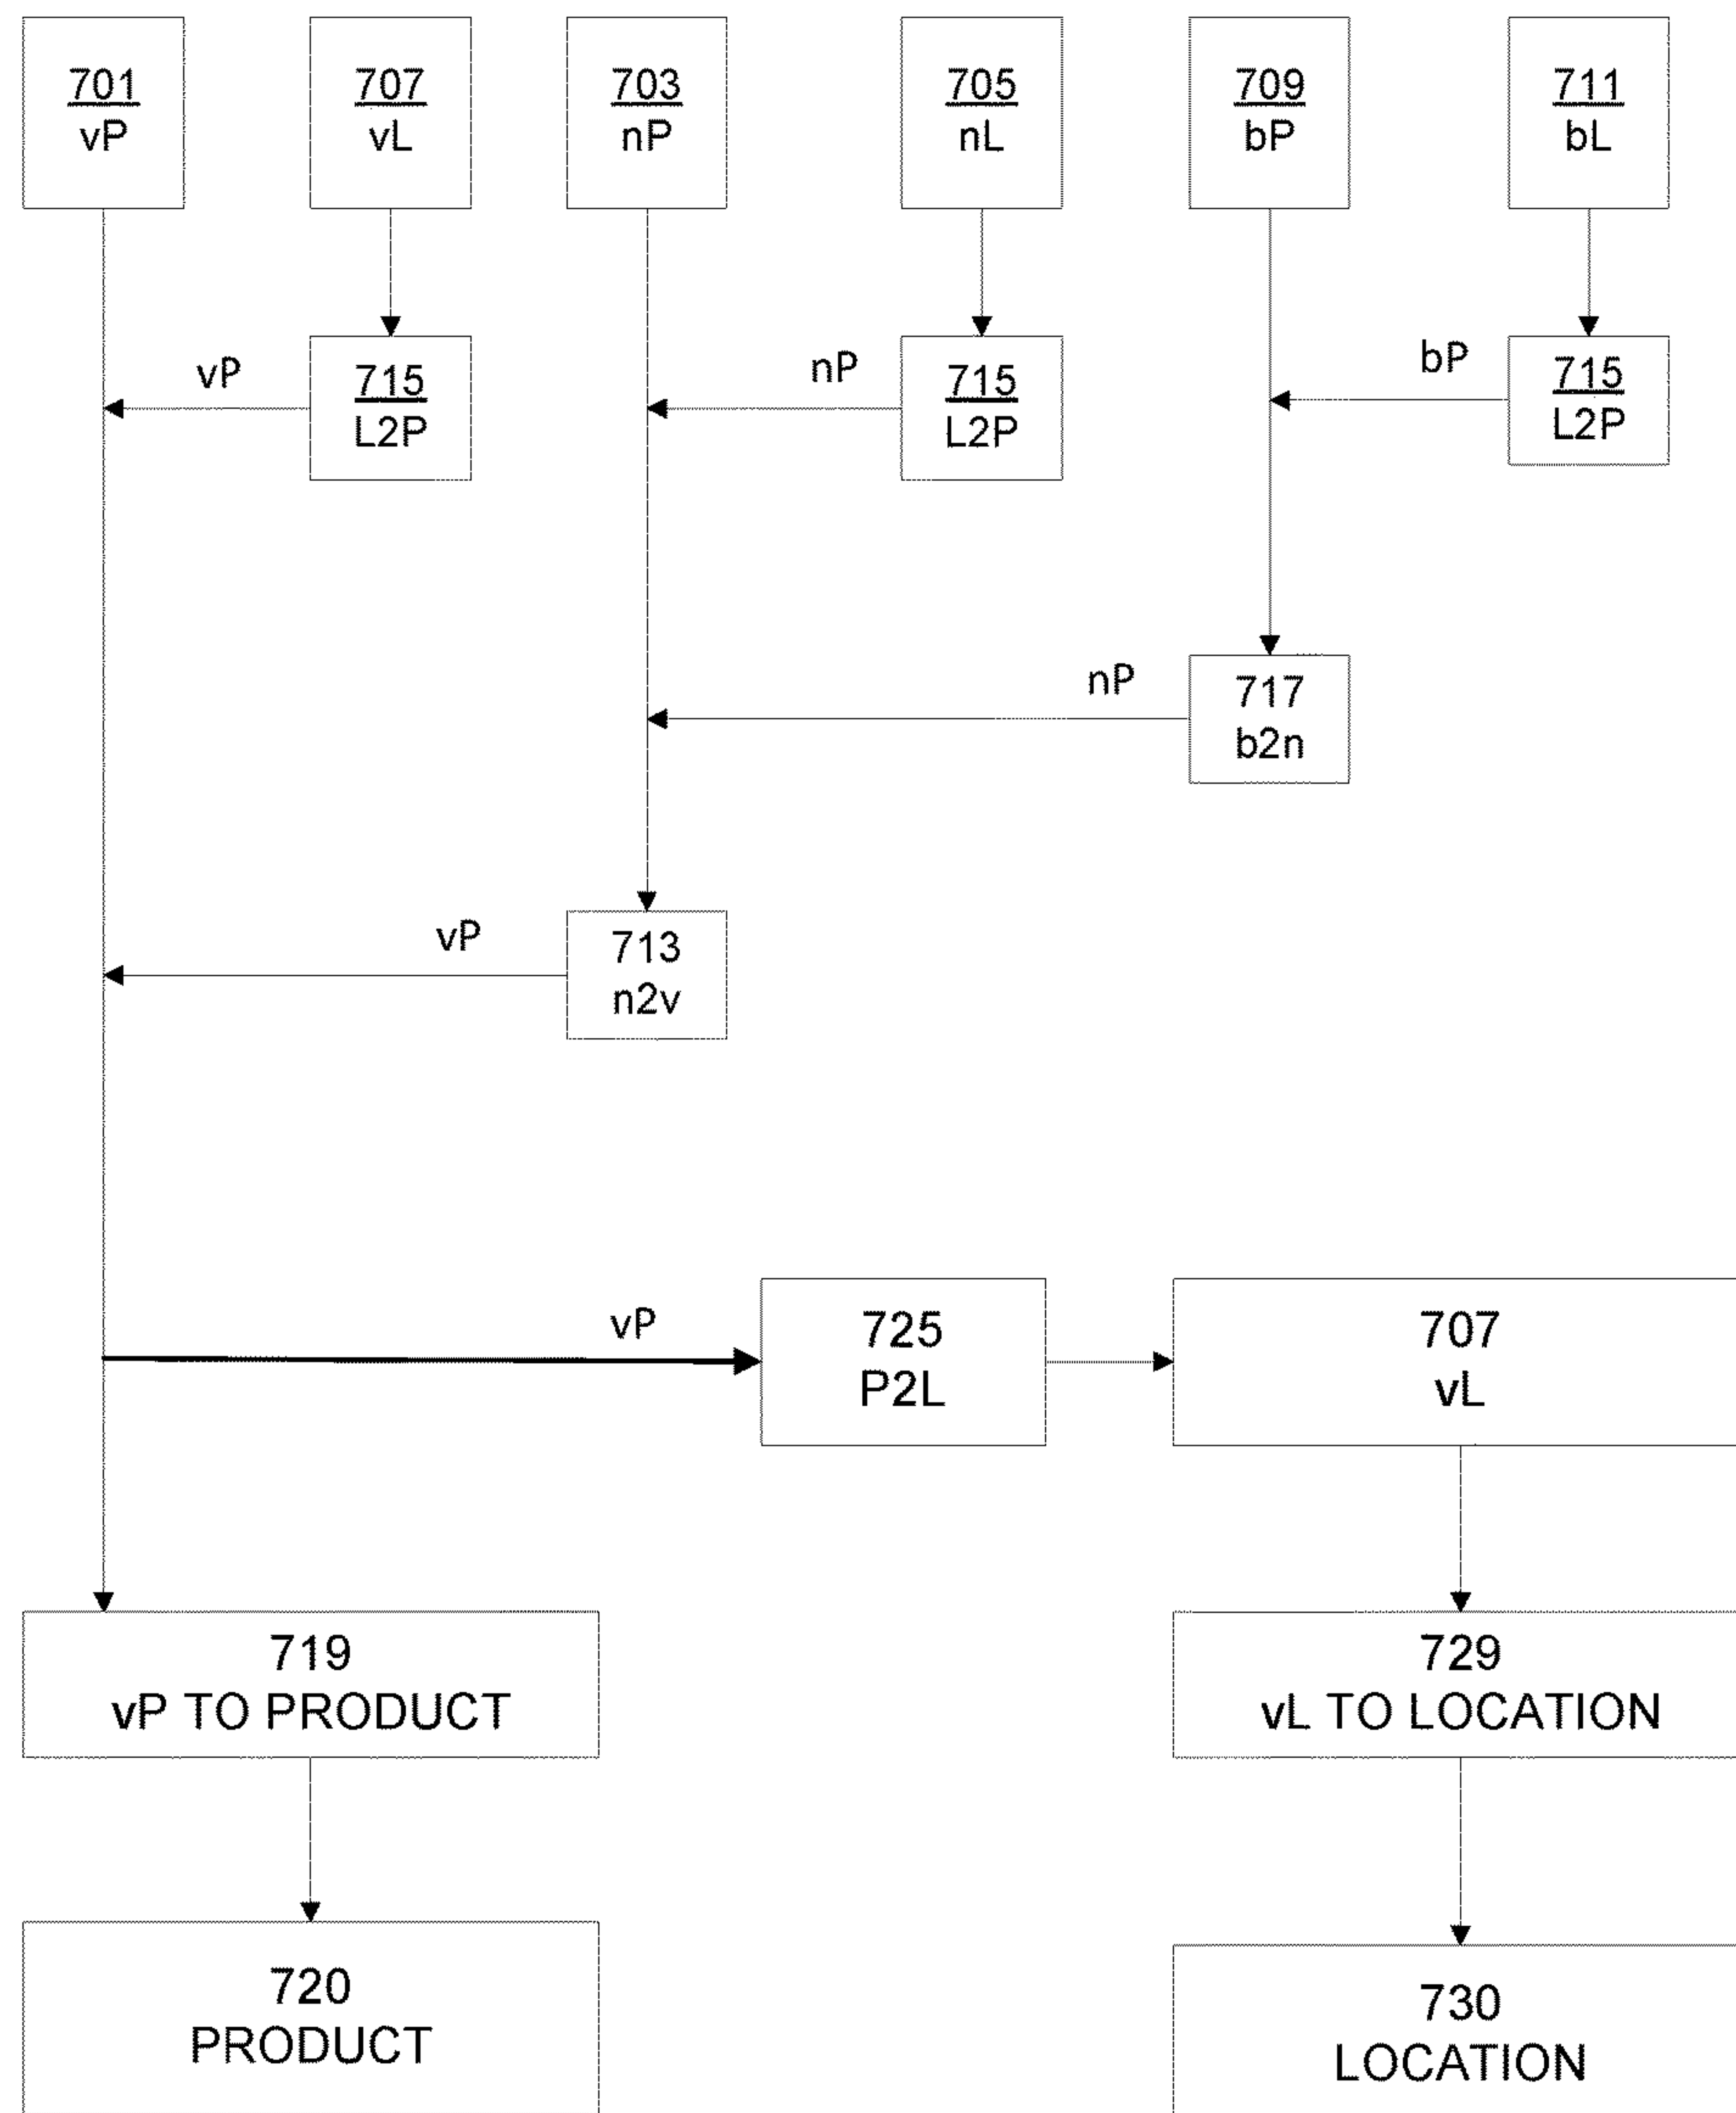 701
vP
707
vL
703
nP
705
nL
709
bP
711
bL
vP
715
L2P
nP
715
L2P
bP
715
L2P
nP
717
b2n
vP
713
n2v
vP
725
P2L
707
vL
719
vP TO PRODUCT
729
vL TO LOCATION
720
PRODUCT
730
LOCATION